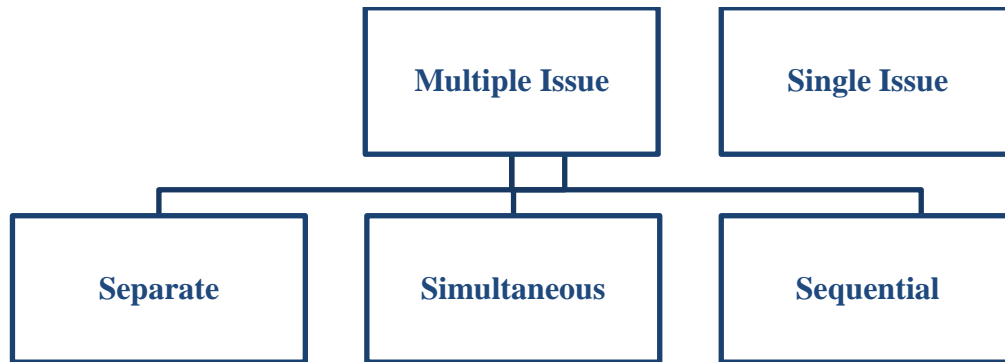 Multiple Issue
Single Issue
Separate
Simultaneous
Sequential